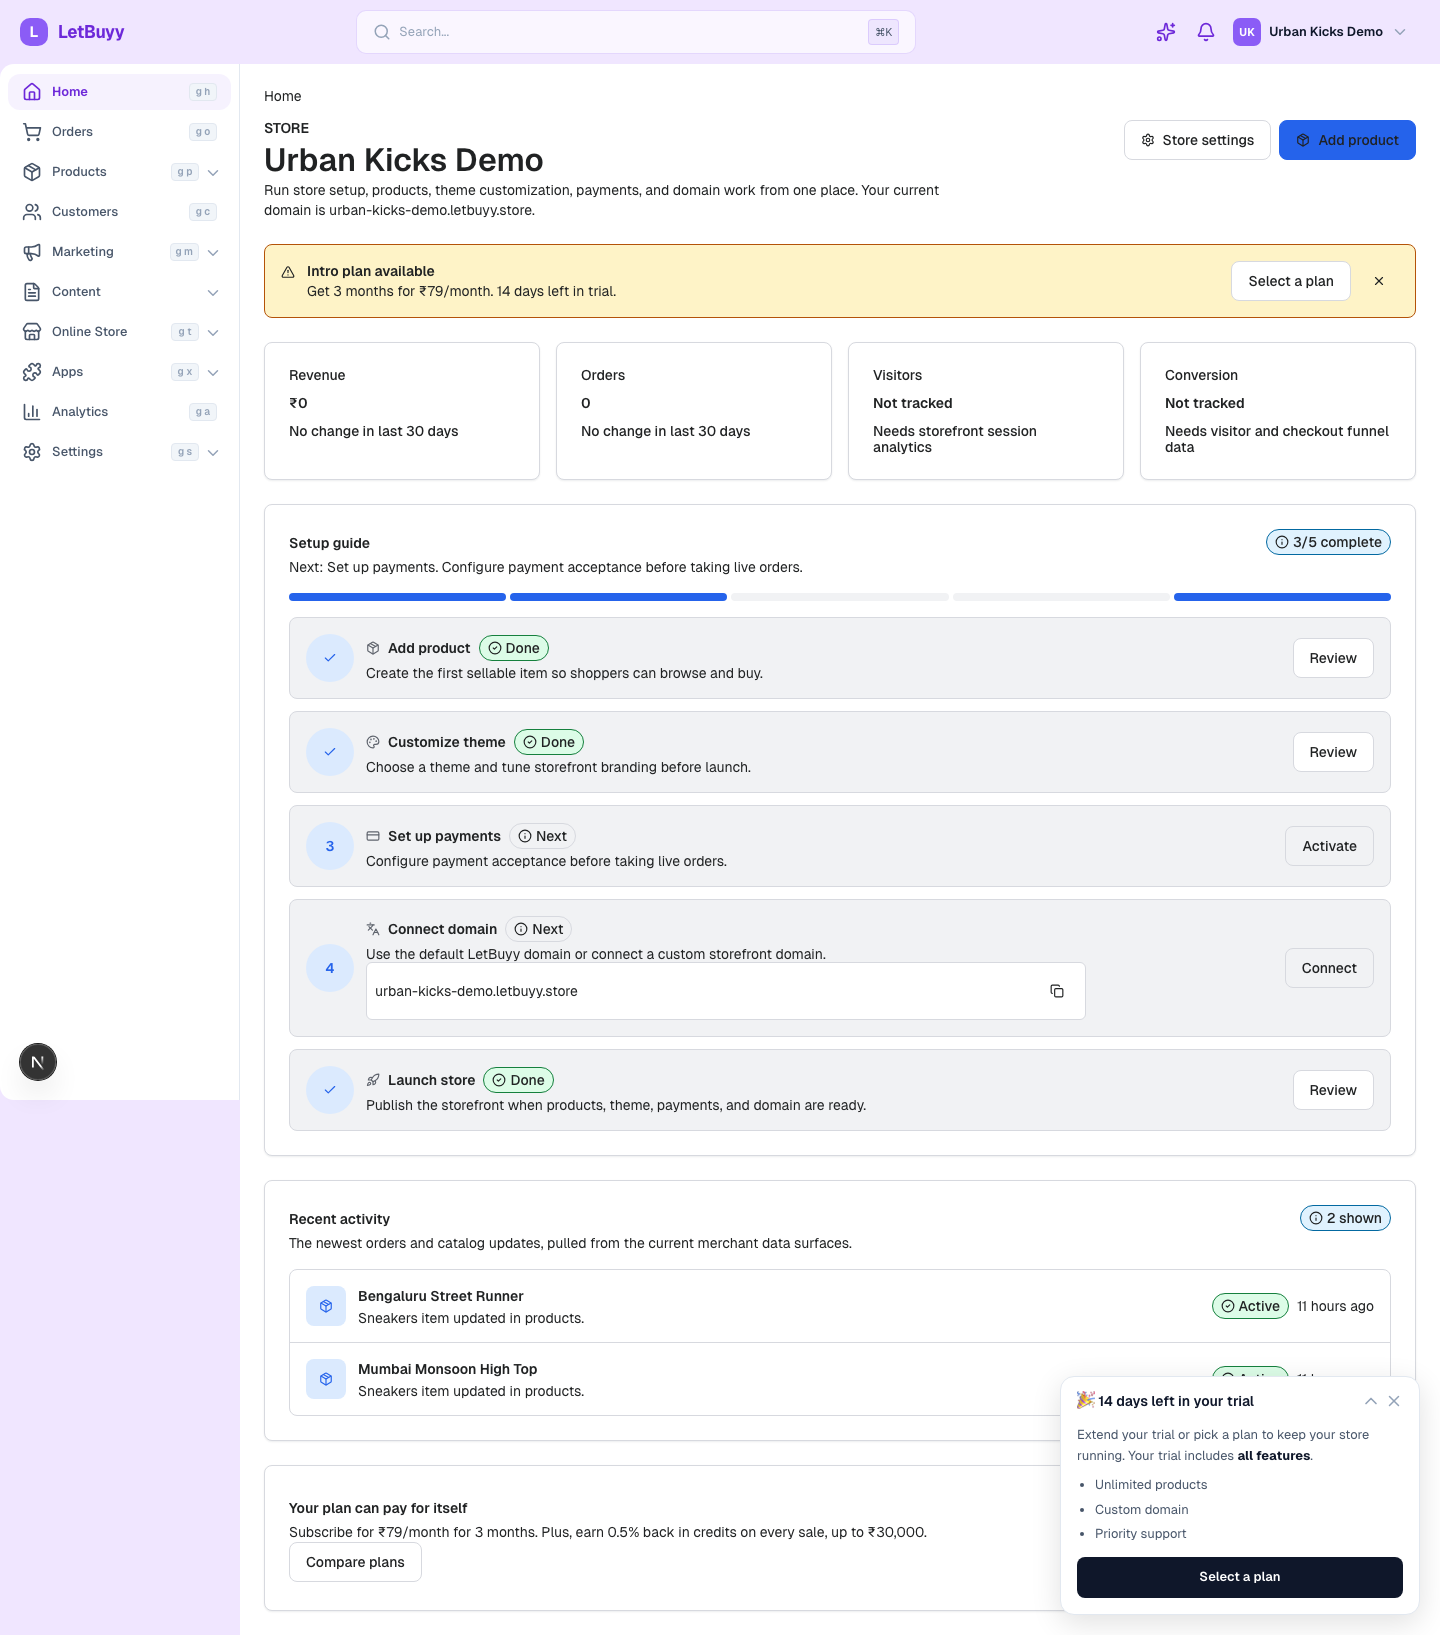 L LetBuyy
Search...
⌘K
UK Urban Kicks Demo
Home g h
Orders g o
Products g p
Customers g c
Marketing g m
Content
Online Store g t
Apps g x
Analytics g a
Settings g s
N
Home
STORE
Urban Kicks Demo
Run store setup, products, theme customization, payments, and domain work from one place. Your current
domain is urban-kicks-demo.letbuyy.store.
Store settings
Add product
Intro plan available
Get 3 months for ₹79/month. 14 days left in trial.
Select a plan
Revenue
₹0
No change in last 30 days
Orders
0
No change in last 30 days
Visitors
Not tracked
Needs storefront session
analytics
Conversion
Not tracked
Needs visitor and checkout funnel
data
Setup guide
3/5 complete
Next: Set up payments. Configure payment acceptance before taking live orders.
Add product Done
Create the first sellable item so shoppers can browse and buy.
Review
Customize theme Done
Choose a theme and tune storefront branding before launch.
Review
3
Set up payments Next
Configure payment acceptance before taking live orders.
Activate
4
Connect domain Next
Use the default LetBuyy domain or connect a custom storefront domain.
urban-kicks-demo.letbuyy.store
Connect
Launch store Done
Publish the storefront when products, theme, payments, and domain are ready.
Review
Recent activity
2 shown
The newest orders and catalog updates, pulled from the current merchant data surfaces.
Bengaluru Street Runner
Sneakers item updated in products.
Active 11 hours ago
Mumbai Monsoon High Top
Sneakers item updated in products.
Your plan can pay for itself
Subscribe for ₹79/month for 3 months. Plus, earn 0.5% back in credits on every sale, up to ₹30,000.
Compare plans
14 days left in your trial
Extend your trial or pick a plan to keep your store
running. Your trial includes all features.
• Unlimited products
• Custom domain
• Priority support
Select a plan